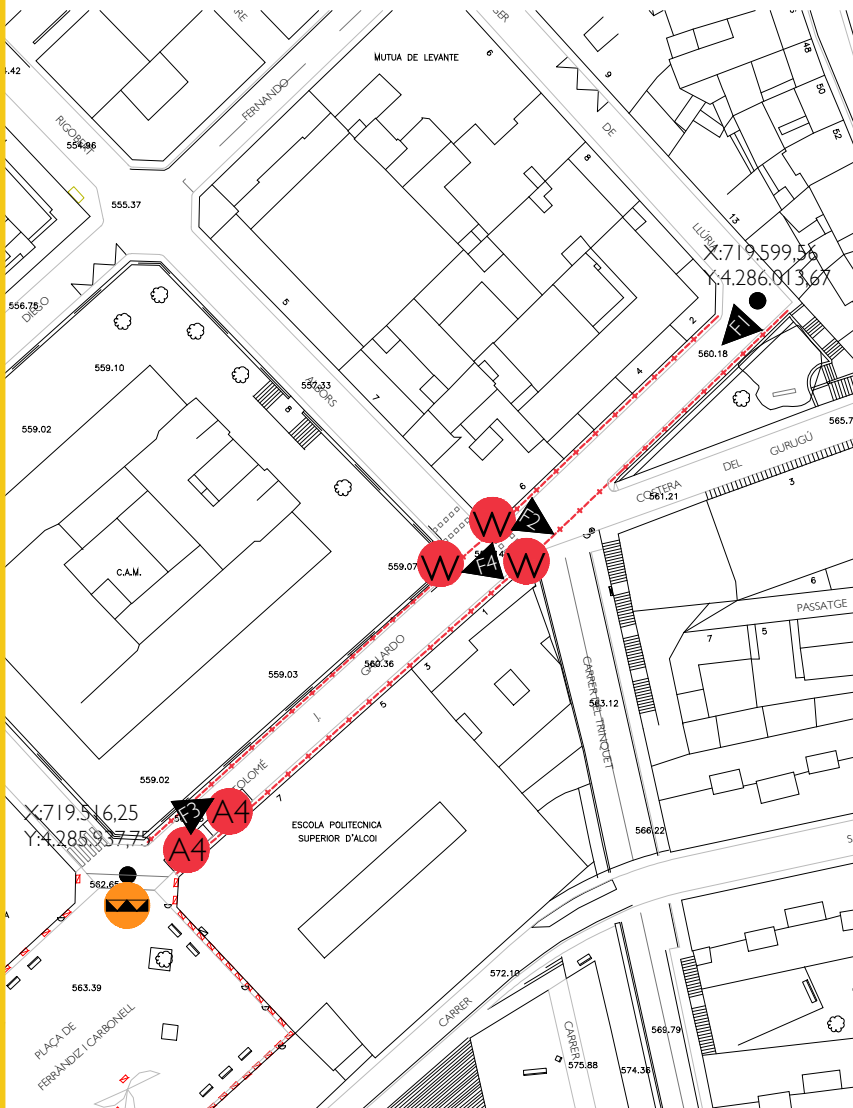 MUTUA DE LEVANTE
6
9
48
50
52
FERNANDO
DE
RIGOBERT
554.96
8
555.37
13
LLÚRIA
X:719.599,56
Y:4.286.013,67
DIEGO
556.75
5
2
F1
560.18
559.10
4
557.33
ALBORS
7
8
559.02
565.7
COSTERA DEL GURUGÚ
561.21
3
6
W
F2
W
F4
W
559.07
C.A.M.
6
PASSATGE
1
7
5
GALLARDO
560.36
3
559.03
5
CARRER DEL TRINQUET
563.12
J.
559.02
TOLOMÉ
7
X:719.516,25
Y:4.285.937,75
F3
A4
A4
ESCOLA POLITECNICA
SUPERIOR D'ALCOI
566.22
S
562.65
563.39
572.10
PLAÇA DE
FERRÀNDIZ I CARBONELL
CARRER
CARRER
569.79
575.88
574.36